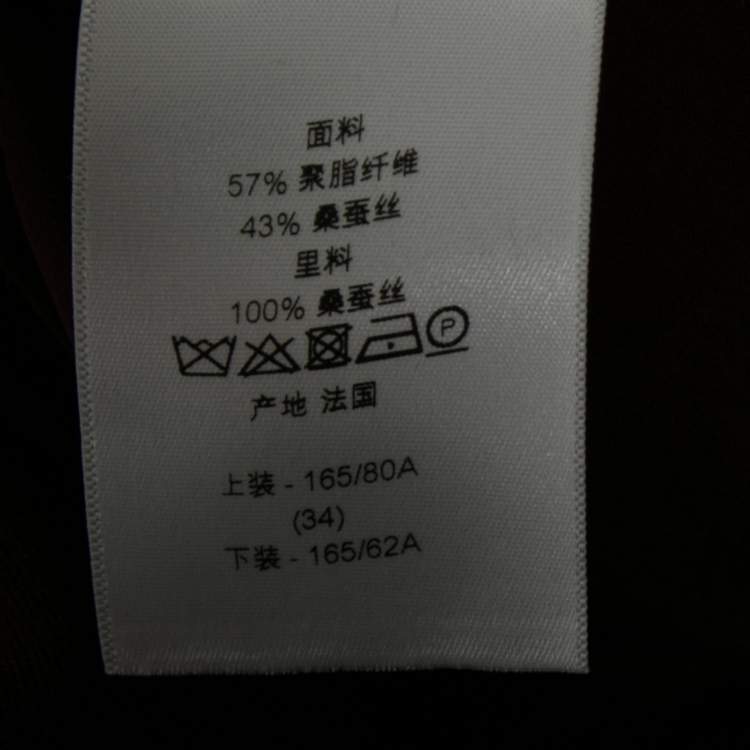 面料
57% 聚脂纤维
43% 桑蚕丝
里料
100% 桑蚕丝
P
产地 法国
上装 - 165/80A
(34)
下装 - 165/62A